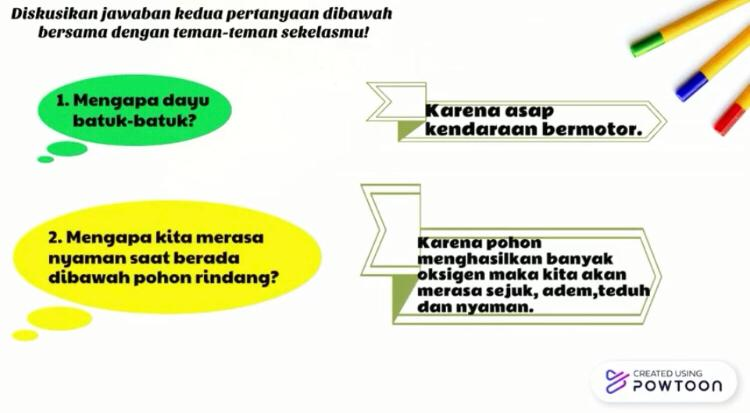 Diskusikan jawaban kedua pertanyaan dibawah
bersama dengan teman-teman sekelasmu!
1. Mengapa dayu
batuk-batuk?
Karena asap
kendaraan bermotor.
2. Mengapa kita merasa
nyaman saat berada
dibawah pohon rindang?
Karena pohon
menghasilkan banyak
oksigen maka kita akan
merasa sejuk, adem,teduh
dan nyaman.
CREATED USING
POWTOON